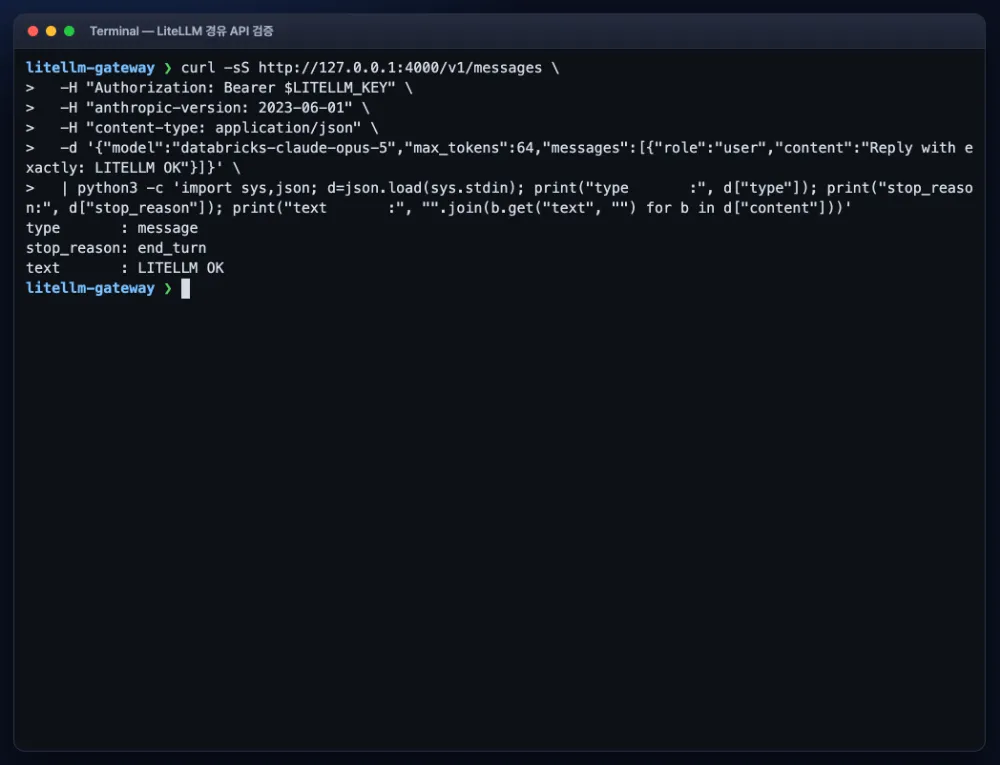 Terminal — LiteLLM 경유 API 검증
litellm-gateway ❯ curl -sS http://127.0.0.1:4000/v1/messages \
>   -H "Authorization: Bearer $LITELLM_KEY" \
>   -H "anthropic-version: 2023-06-01" \
>   -H "content-type: application/json" \
>   -d '{"model":"databricks-claude-opus-5","max_tokens":64,"messages":[{"role":"user","content":"Reply with e
xactly: LITELLM OK"}]}' \
>   | python3 -c 'import sys,json; d=json.load(sys.stdin); print("type       :", d["type"]); print("stop_reaso
n:", d["stop_reason"]); print("text       :", "".join(b.get("text", "") for b in d["content"]))'
type       : message
stop_reason: end_turn
text       : LITELLM OK
litellm-gateway ❯